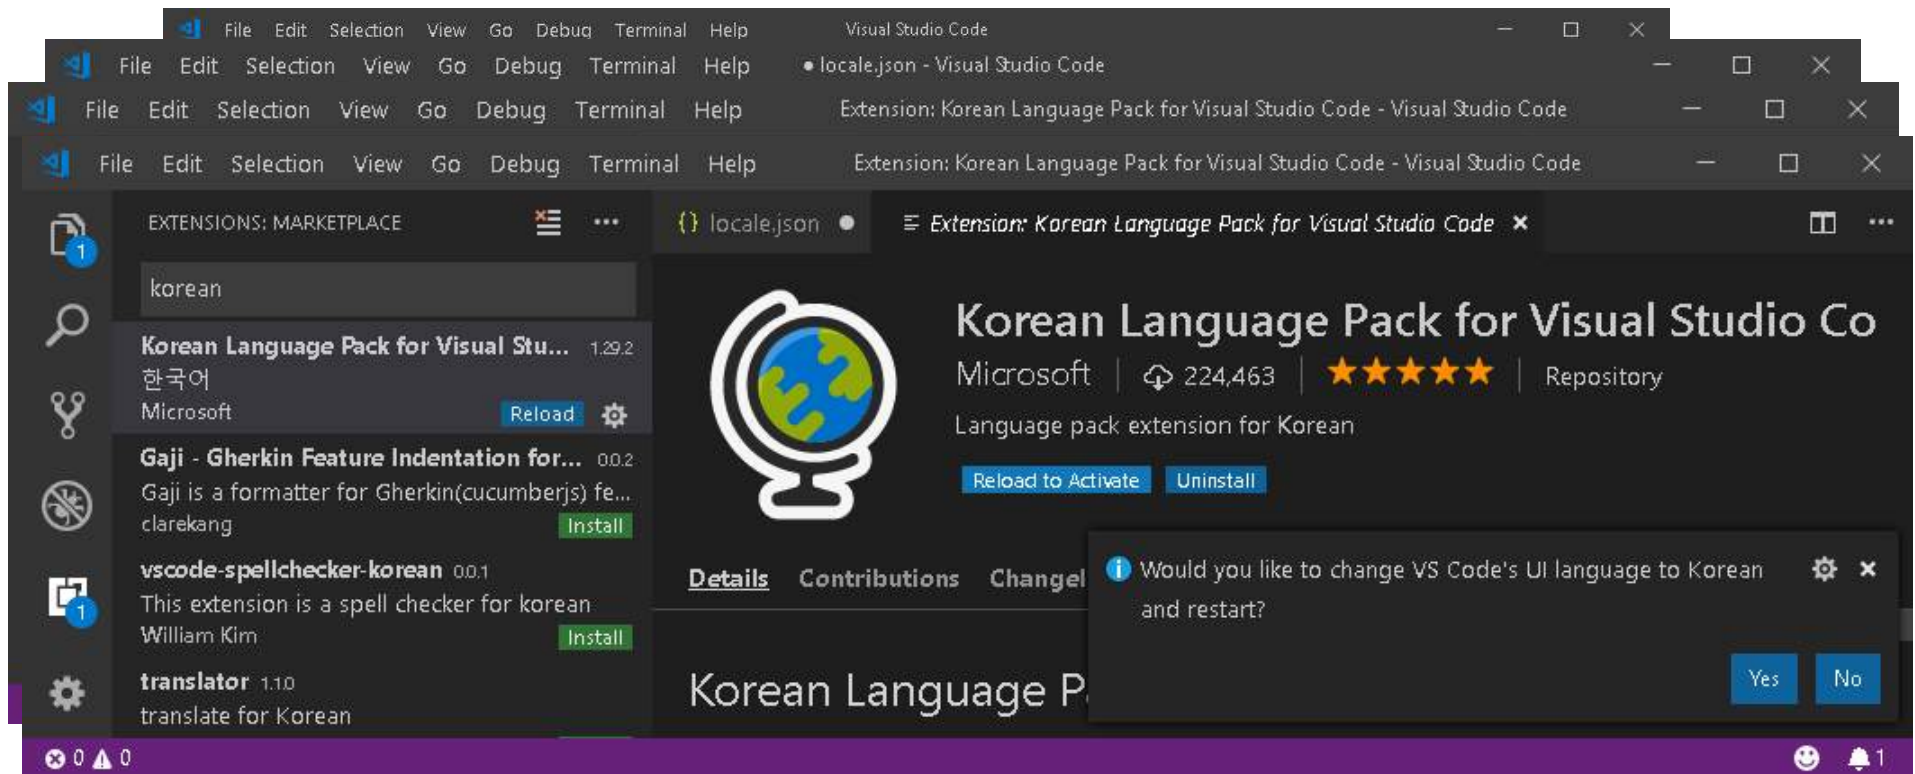 File Edit Selection View Go Debug Terminal Help Visual Studio Code
File Edit Selection View Go Debug Terminal Help ● locale.json - Visual Studio Code
File Edit Selection View Go Debug Terminal Help Extension: Korean Language Pack for Visual Studio Code - Visual Studio Code
File Edit Selection View Go Debug Terminal Help Extension: Korean Language Pack for Visual Studio Code - Visual Studio Code
1
1
EXTENSIONS: MARKETPLACE
korean
Korean Language Pack for Visual Stu... 1.29.2
한국어
Microsoft Reload
Gaji - Gherkin Feature Indentation for... 0.0.2
Gaji is a formatter for Gherkin(cucumberjs) fe...
clarekang Install
vscode-spellchecker-korean 0.0.1
This extension is a spell checker for korean
William Kim Install
translator 1.1.0
translate for Korean
{} locale.json ● Extension: Korean Language Pack for Visual Studio Code
Korean Language Pack for Visual Studio Co
Microsoft 224,463 Repository
Language pack extension for Korean
Reload to Activate Uninstall
Details Contributions Changel
Korean Language P
Would you like to change VS Code's UI language to Korean
and restart?
Yes No
0 0 1